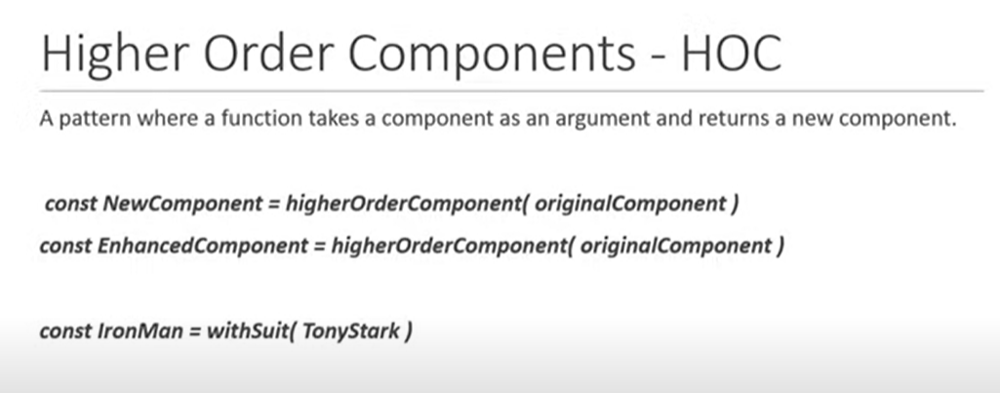 Higher Order Components - HOC
A pattern where a function takes a component as an argument and returns a new component.
const NewComponent = higherOrderComponent( originalComponent )
const EnhancedComponent = higherOrderComponent( originalComponent )
const IronMan = withSuit( TonyStark )